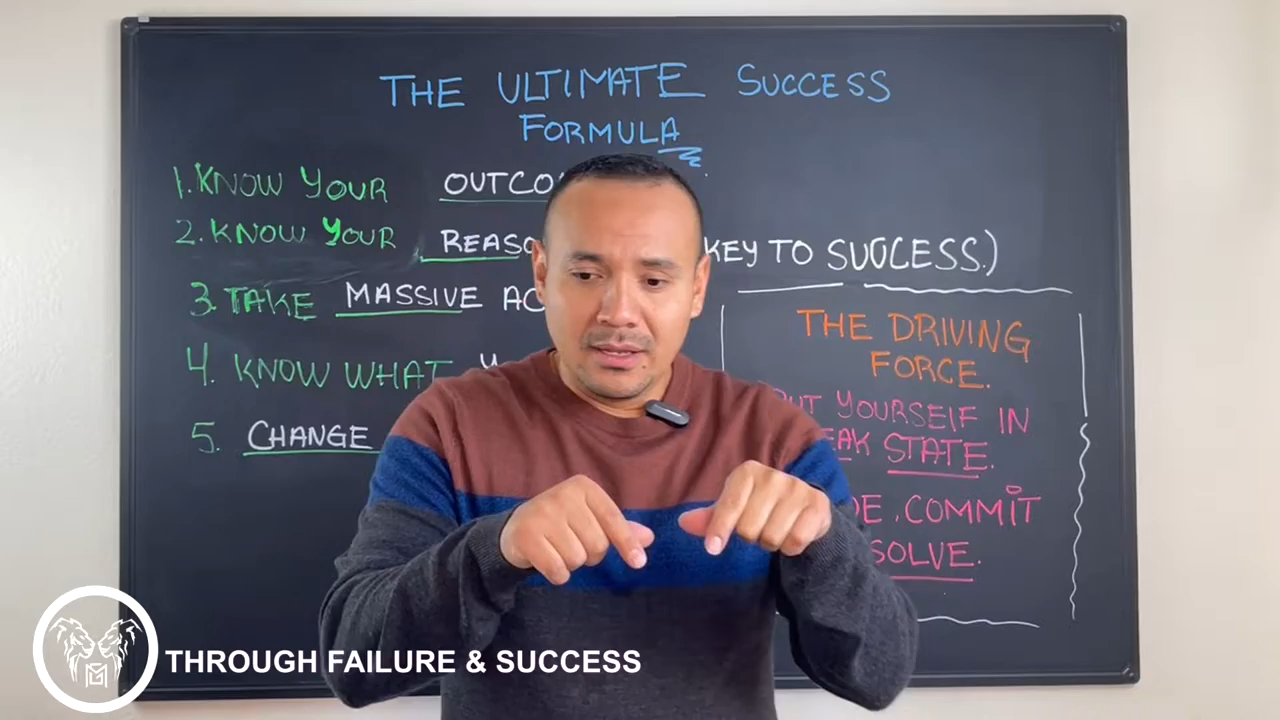 THE ULTIMATE SUCCESS
FORMULA
1. KNOW YOUR
2. KNOW YOUR KEY TO SUCCESS.)
3. TAKE MASSIVE
4. KNOW WHAT
5. CHANGE
THE DRIVING
FORCE.
YOURSELF IN
STATE.
COMMIT
THROUGH FAILURE & SUCCESS